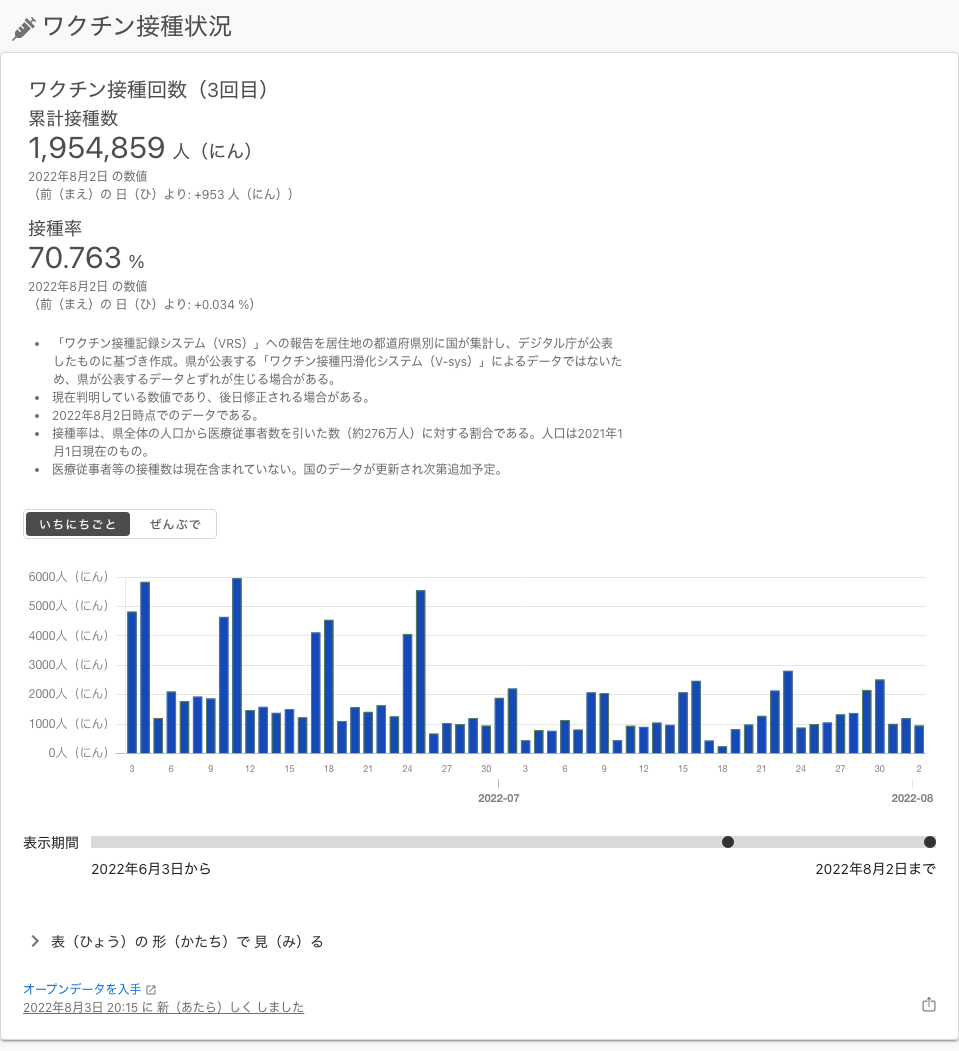 ワクチン接種状況
ワクチン接種回数（3回目）
累計接種数
1,954,859 人（にん）
2022年8月2日 の数値
（前（まえ）の 日（ひ）より: +953 人（にん））
接種率
70.763 %
2022年8月2日 の数値
（前（まえ）の 日（ひ）より: +0.034 %）
• 「ワクチン接種記録システム（VRS）」への報告を居住地の都道府県別に国が集計し、デジタル庁が公表
したものに基づき作成。県が公表する「ワクチン接種円滑化システム（V-sys）」によるデータではないた
め、県が公表するデータとずれが生じる場合がある。
• 現在判明している数値であり、後日修正される場合がある。
• 2022年8月2日時点でのデータである。
• 接種率は、県全体の人口から医療従事者数を引いた数（約276万人）に対する割合である。人口は2021年1
月1日現在のもの。
• 医療従事者等の接種数は現在含まれていない。国のデータが更新され次第追加予定。
いちにちごと ぜんぶで
6000人（にん）
5000人（にん）
4000人（にん）
3000人（にん）
2000人（にん）
1000人（にん）
0人（にん）
3 6 9 12 15 18 21 24 27 30 3 6 9 12 15 18 21 24 27 30 2
2022-07 2022-08
表示期間
2022年6月3日から 2022年8月2日まで
表（ひょう）の 形（かたち）で 見（み）る
オープンデータを入手
2022年8月3日 20:15 に 新（あたら）しく しました